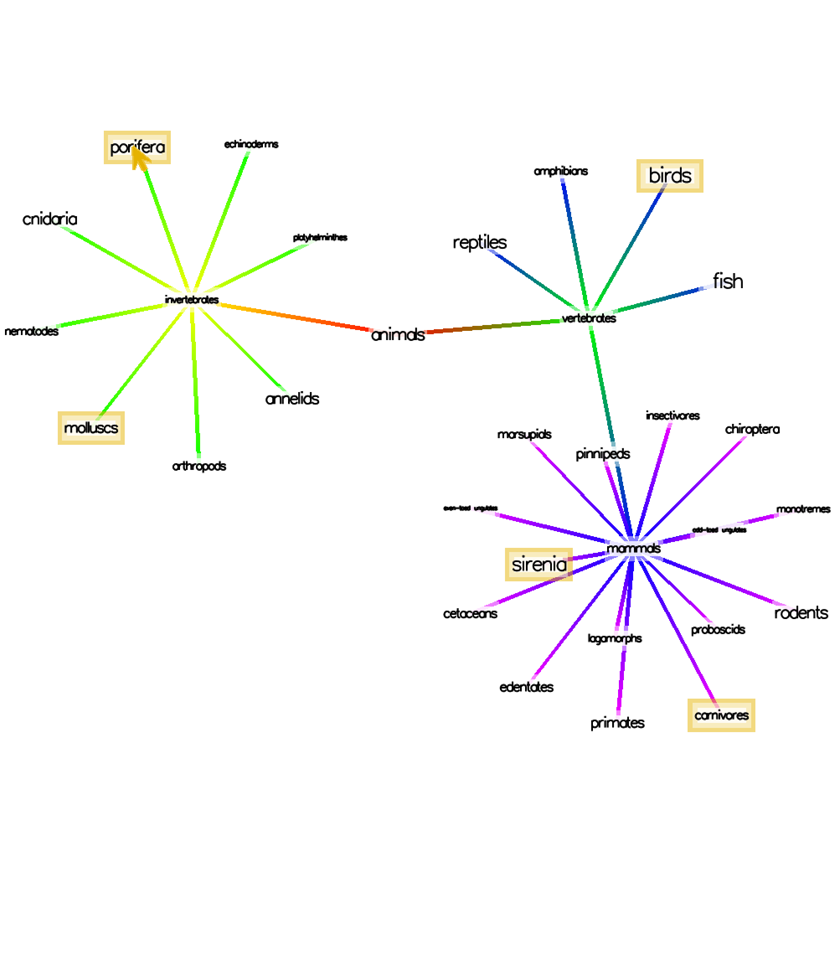 porifera
echinoderms
amphibians
birds
cnidaria
platyhelminthes
reptiles
fish
invertebrates
vertebrates
nematodes
animals
annelids
molluscs
arthropods
insectivores
marsupials
chiroptera
pinnipeds
even-toed ungulates
monotremes
odd-toed ungulates
mammals
sirenia
cetaceans
rodents
proboscids
lagomorphs
edentates
carnivores
primates